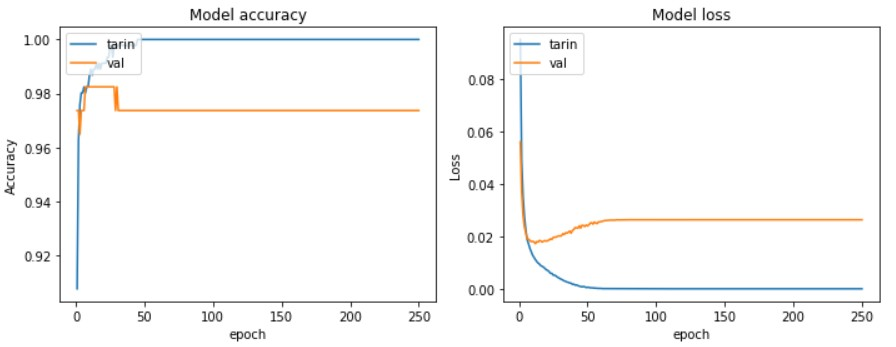 Model accuracy
1.00
0.98
0.96
0.94
0.92
Accuracy
tarin
val
0 50 100 150 200 250
epoch
Model loss
0.08
0.06
0.04
0.02
0.00
Loss
tarin
val
0 50 100 150 200 250
epoch